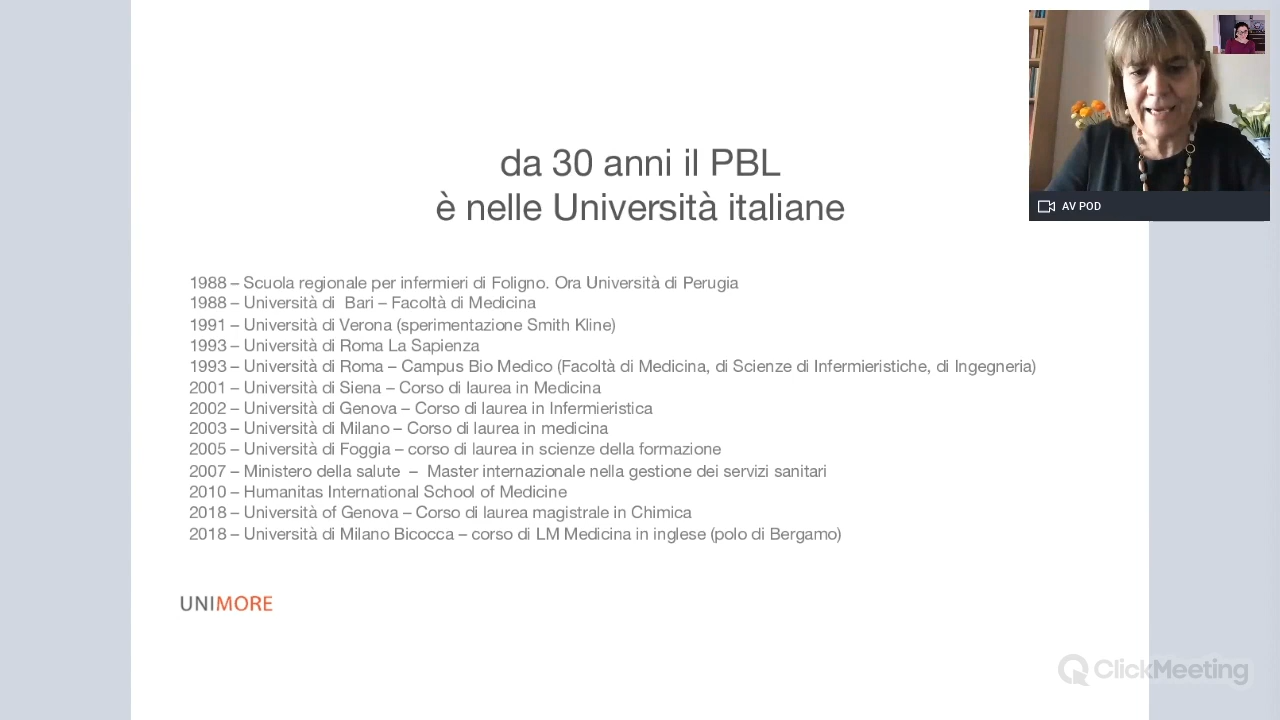 da 30 anni il PBL
è nelle Università italiane
AV POD
1988 – Scuola regionale per infermieri di Foligno. Ora Università di Perugia
1988 – Università di  Bari – Facoltà di Medicina
1991 – Università di Verona (sperimentazione Smith Kline)
1993 – Università di Roma La Sapienza
1993 – Università di Roma – Campus Bio Medico (Facoltà di Medicina, di Scienze di Infermieristiche, di Ingegneria)
2001 – Università di Siena – Corso di laurea in Medicina
2002 – Università di Genova – Corso di laurea in Infermieristica
2003 – Università di Milano – Corso di laurea in medicina
2005 – Università di Foggia – corso di laurea in scienze della formazione
2007 – Ministero della salute  –  Master internazionale nella gestione dei servizi sanitari
2010 – Humanitas International School of Medicine
2018 – Università of Genova – Corso di laurea magistrale in Chimica
2018 – Università di Milano Bicocca – corso di LM Medicina in inglese (polo di Bergamo)
UNIMORE
ClickMeeting